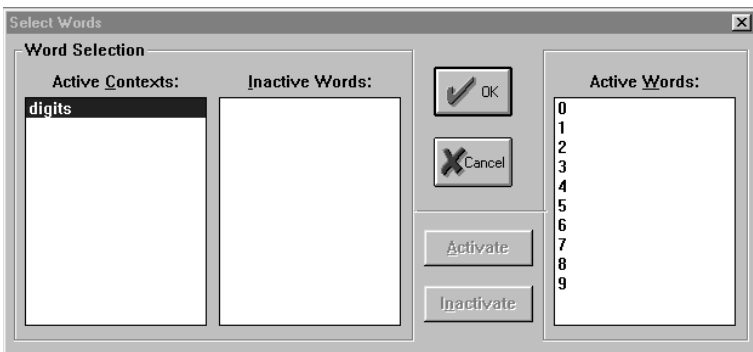 Select Words
Word Selection
Active Contexts:
digits
Inactive Words:
OK
Cancel
Activate
Inactivate
Active Words:
0
1
2
3
4
5
6
7
8
9